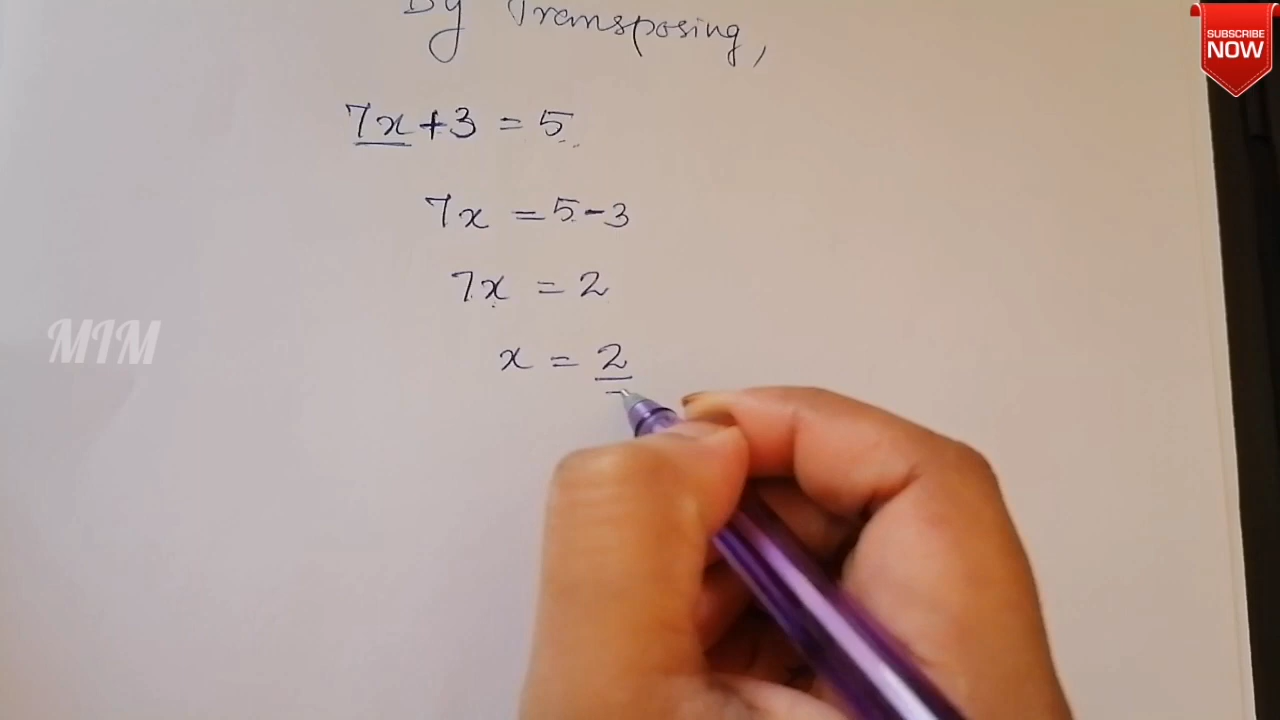 By Transposing,
SUBSCRIBE
NOW
7x + 3 = 5
7x = 5 - 3
7x = 2
MIM
x = 2